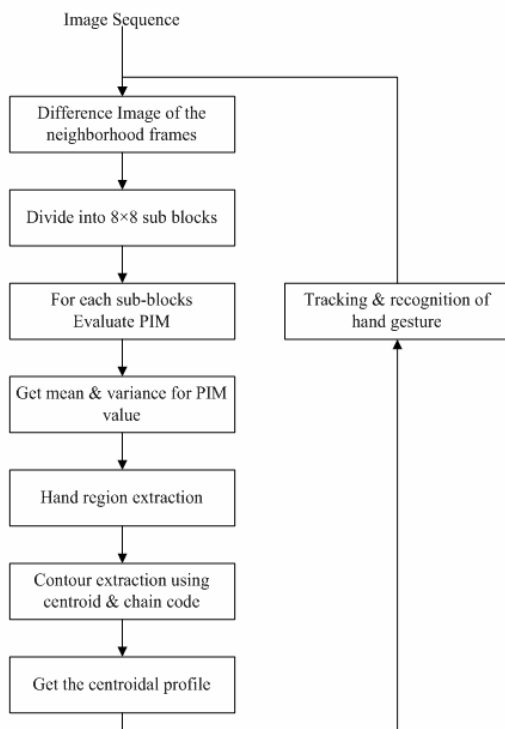 Image Sequence
Difference Image of the
neighborhood frames
Divide into 8×8 sub blocks
For each sub-blocks
Evaluate PIM
Tracking & recognition of
hand gesture
Get mean & variance for PIM
value
Hand region extraction
Contour extraction using
centroid & chain code
Get the centroidal profile